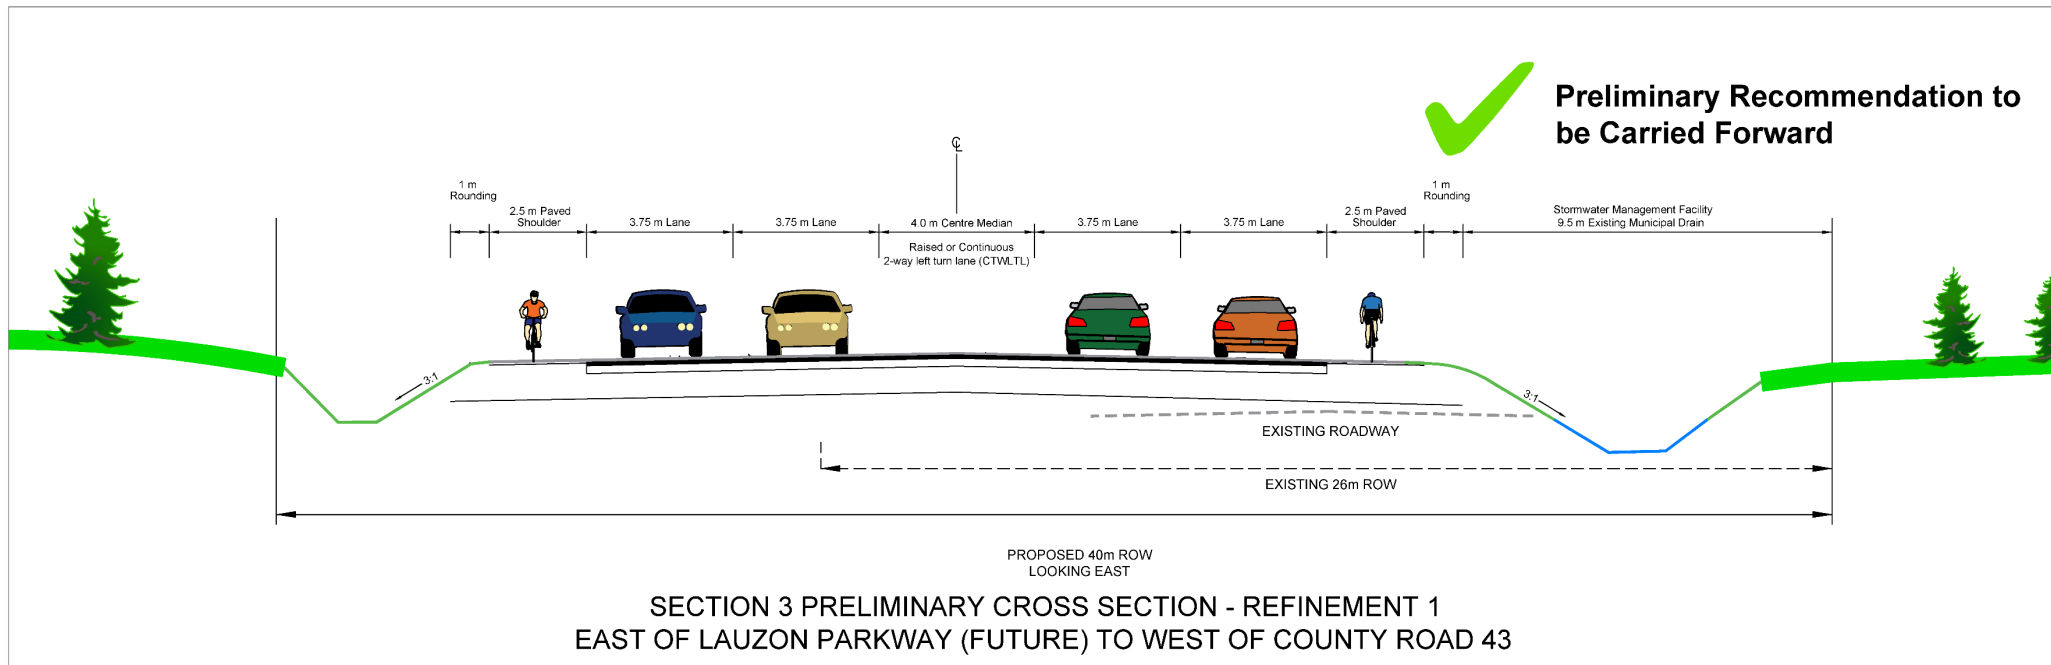 Preliminary Recommendation to
be Carried Forward
℄
1 m
Rounding
2.5 m Paved
Shoulder
3.75 m Lane
3.75 m Lane
4.0 m Centre Median
Raised or Continuous
2-way left turn lane (CTWLTL)
3.75 m Lane
3.75 m Lane
2.5 m Paved
Shoulder
1 m
Rounding
Stormwater Management Facility
9.5 m Existing Municipal Drain
3:1
3:1
EXISTING ROADWAY
EXISTING 26m ROW
PROPOSED 40m ROW
LOOKING EAST
SECTION 3 PRELIMINARY CROSS SECTION - REFINEMENT 1
EAST OF LAUZON PARKWAY (FUTURE) TO WEST OF COUNTY ROAD 43